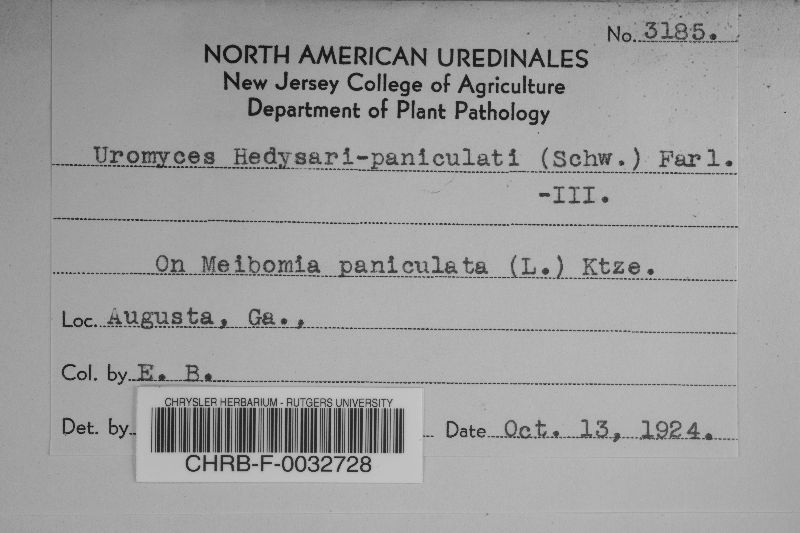 No. 3185.
NORTH AMERICAN UREDINALES
New Jersey College of Agriculture
Department of Plant Pathology
Uromyces Hedysari-paniculati (Schw.) Farl.
-III.
On Meibomia paniculata (L.) Ktze.
Loc. Augusta, Ga.,
Col. by E. B.
Det. by
Date Oct. 13, 1924.
CHRYSLER HERBARIUM - RUTGERS UNIVERSITY
CHRB-F-0032728